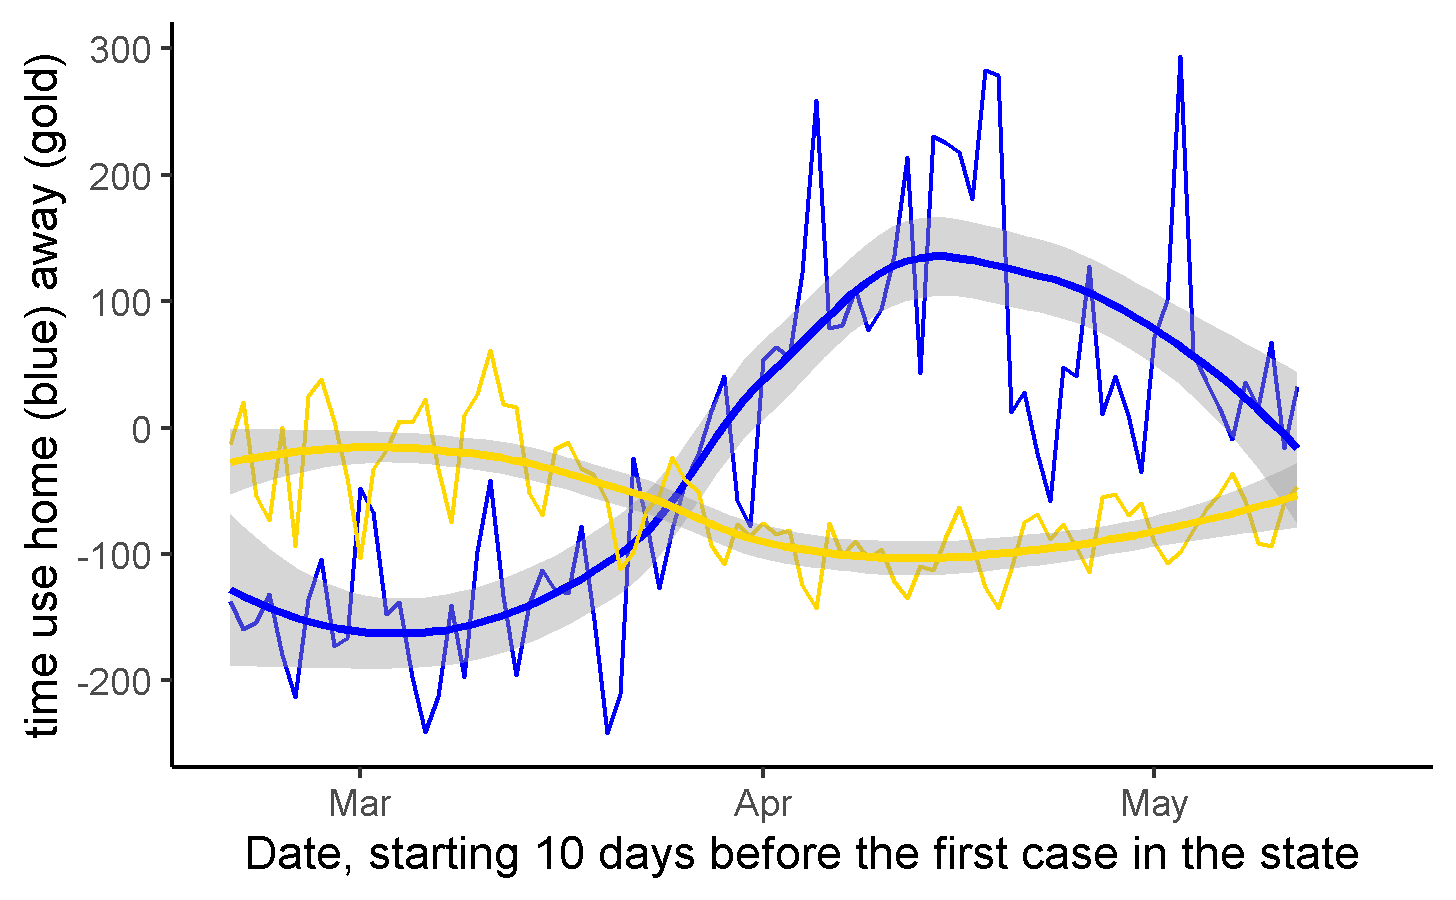 time use home (blue) away (gold)
300
200
100
0
-100
-200
Mar
Apr
May
Date, starting 10 days before the first case in the state